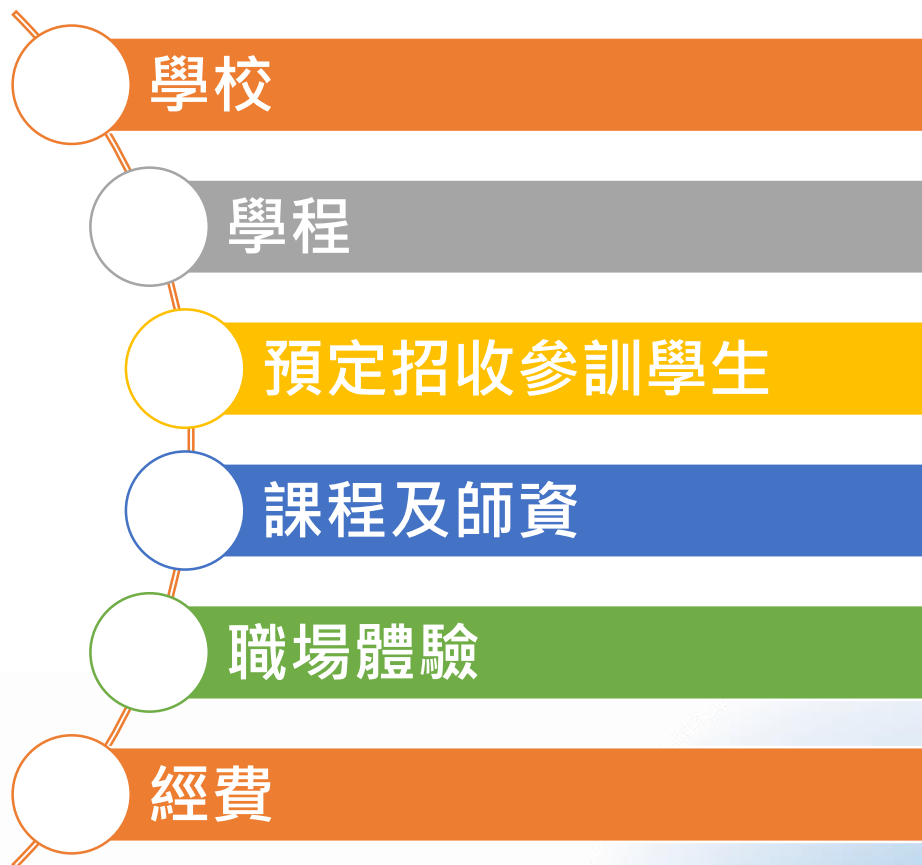 學校
學程
預定招收參訓學生
課程及師資
職場體驗
經費